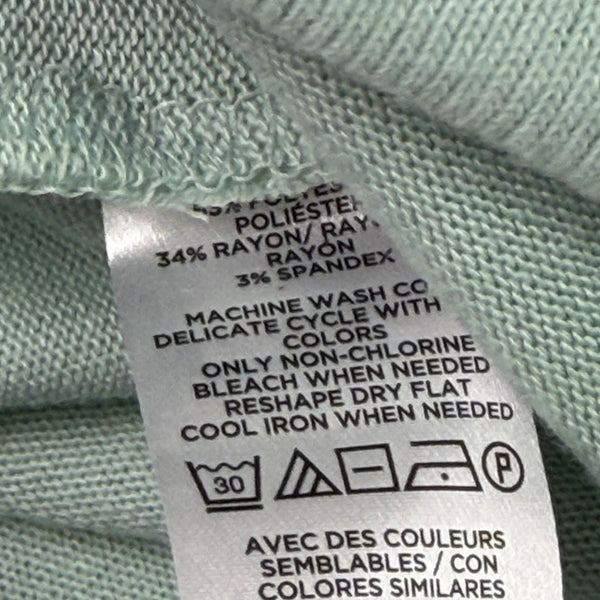 POLIÉSTER
34% RAYON/
RAYON
3% SPANDEX
MACHINE WASH
DELICATE CYCLE WITH
COLORS
ONLY NON-CHLORINE
BLEACH WHEN NEEDED
RESHAPE DRY FLAT
COOL IRON WHEN NEEDED
30 P
AVEC DES COULEURS
SEMBLABLES / CON
COLORES SIMILARES